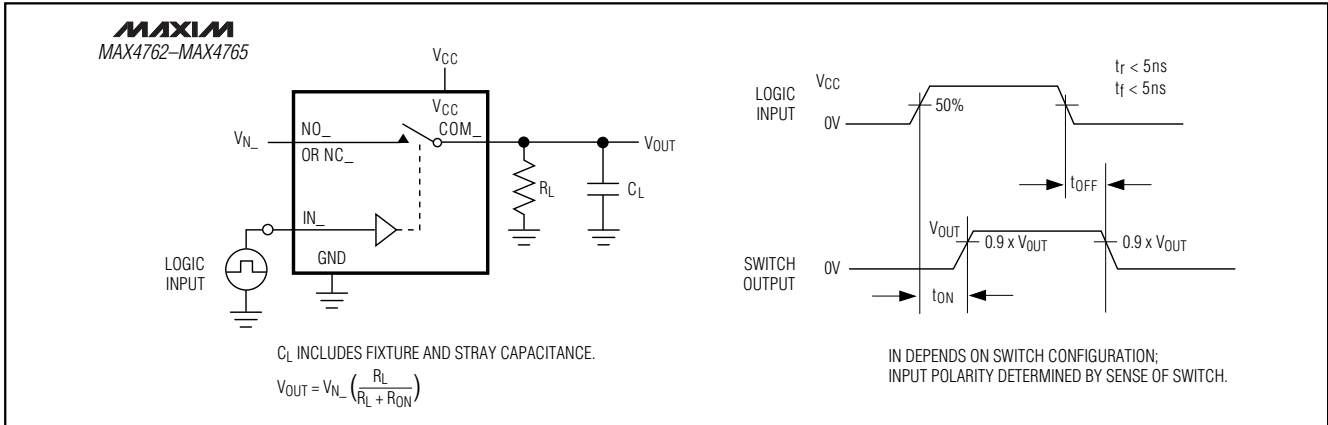 MAXIM
MAX4762–MAX4765
VCC
VCC
VN_
NO_
OR NC_
COM_
VOUT
RL
CL
IN_
GND
LOGIC
INPUT
CL INCLUDES FIXTURE AND STRAY CAPACITANCE.
VOUT = VN_ (RL / RL + RON)
LOGIC
INPUT
VCC
0V
50%
tr < 5ns
tf < 5ns
tOFF
SWITCH
OUTPUT
VOUT
0V
0.9 x VOUT
0.9 x VOUT
tON
IN DEPENDS ON SWITCH CONFIGURATION;
INPUT POLARITY DETERMINED BY SENSE OF SWITCH.